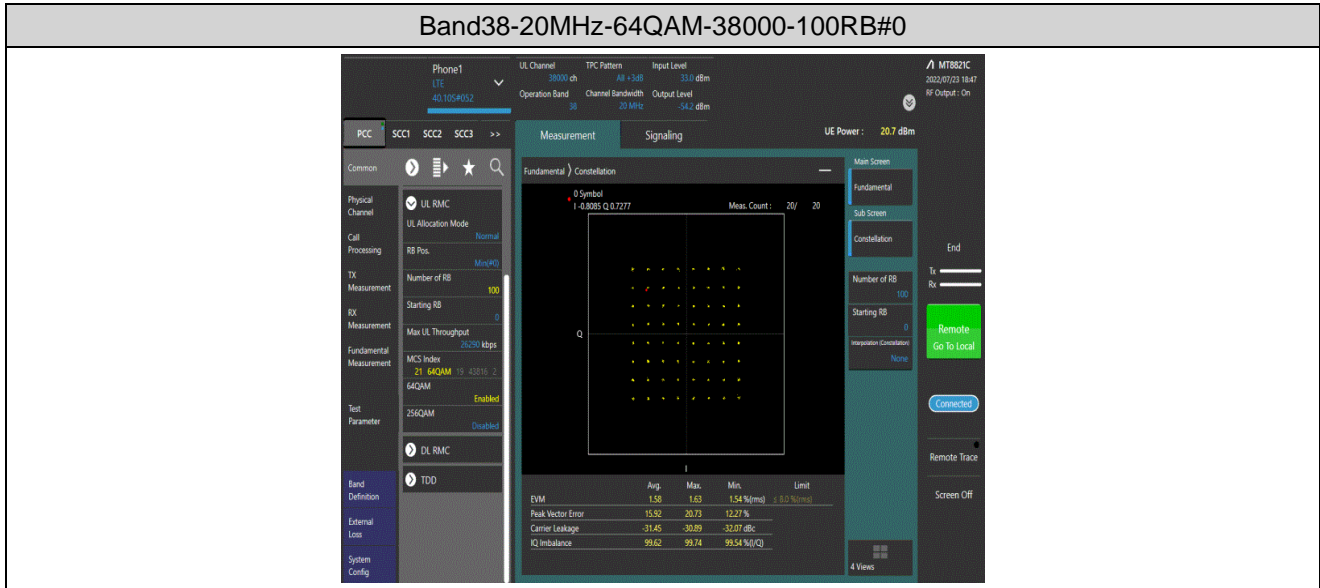 Band38-20MHz-64QAM-38000-100RB#0
Phone1
LTE
40.10S#052
UL Channel TPC Pattern Input Level
38000 ch All +3dB 33.0 dBm
Operation Band Channel Bandwidth Output Level
38 20 MHz -54.2 dBm
MT8821C
2022/07/23 18:47
RF Output : On
PCC SCC1 SCC2 SCC3 >>
Measurement Signaling
UE Power : 20.7 dBm
Common
Physical
Channel
Call
Processing
TX
Measurement
RX
Measurement
Fundamental
Measurement
Test
Parameter
Band
Definition
External
Loss
System
Config
UL RMC
UL Allocation Mode
Normal
RB Pos.
Min(#0)
Number of RB
100
Starting RB
0
Max UL Throughput
26290 kbps
MCS Index
21 64QAM 19 43816 2
64QAM
Enabled
256QAM
Disabled
DL RMC
TDD
Fundamental 〉 Constellation
0 Symbol
I -0.8085 Q 0.7277
Meas. Count : 20/ 20
Q
I
Avg. Max. Min. Limit
EVM 1.58 1.63 1.54 %(rms) ≤ 8.0 %(rms)
Peak Vector Error 15.92 20.73 12.27 %
Carrier Leakage -31.45 -30.89 -32.07 dBc
IQ Imbalance 99.62 99.74 99.54 %(I/Q)
Main Screen
Fundamental
Sub Screen
Constellation
Number of RB
100
Starting RB
0
Interpolation (Constellation)
None
4 Views
End
Tx
Rx
Remote
Go To Local
Connected
Remote Trace
Screen Off